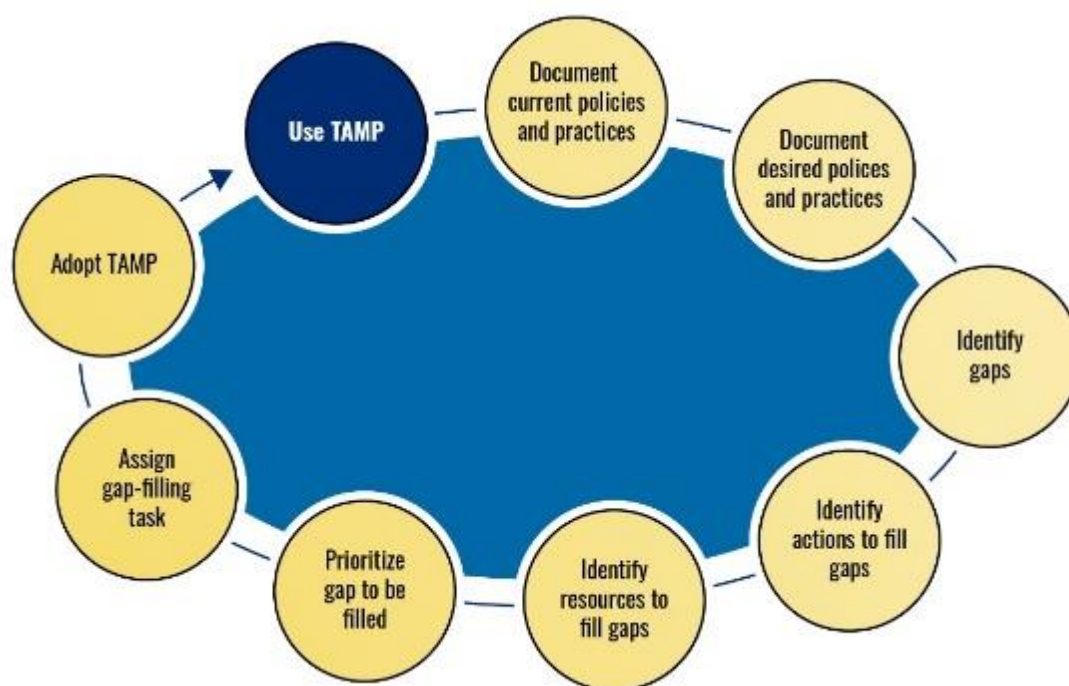 Use TAMP
Document
current policies
and practices
Document
desired polices
and practices
Identify
gaps
Identify
actions to fill
gaps
Identify
resources to
fill gaps
Prioritize
gap to be
filled
Assign
gap-filling
task
Adopt TAMP